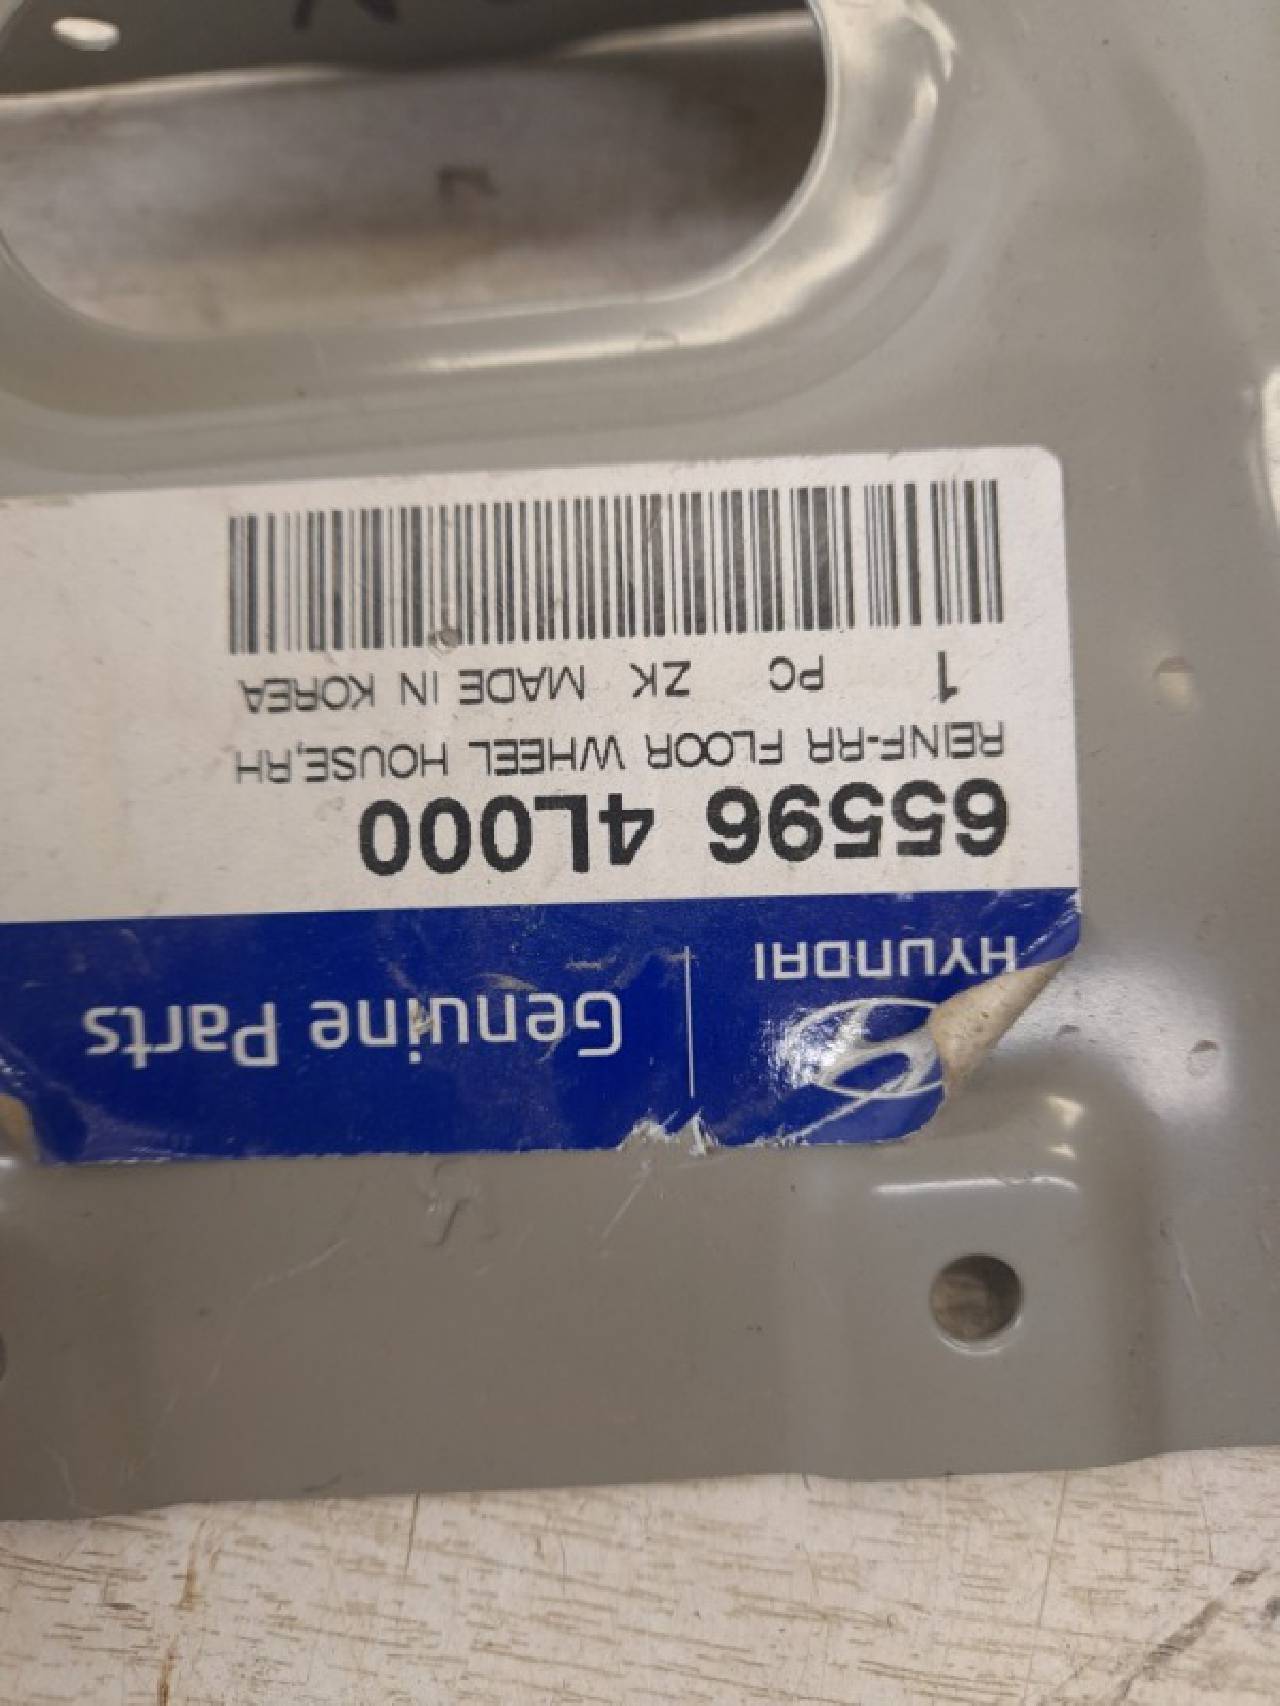 HYUNDAI | Genuine Parts
65596 4L000
REINF-RR FLOOR WHEEL HOUSE,RH
1 PC ZK MADE IN KOREA